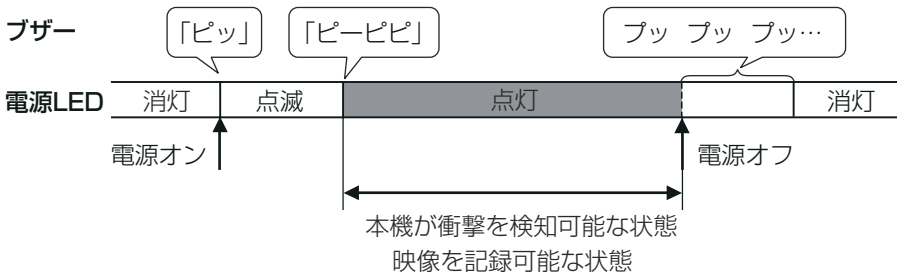 ブザー 「ピッ」 「ピーピピ」 プッ プッ プッ…
電源LED 消灯 点滅 点灯 消灯
電源オン 電源オフ
本機が衝撃を検知可能な状態
映像を記録可能な状態